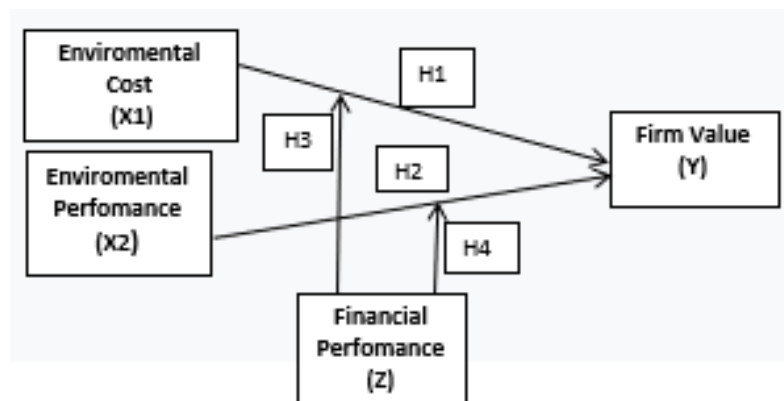 Enviromental
Cost
(X1)
H1
H3
Firm Value
(Y)
Enviromental
Perfomance
(X2)
H2
H4
Financial
Perfomance
(Z)